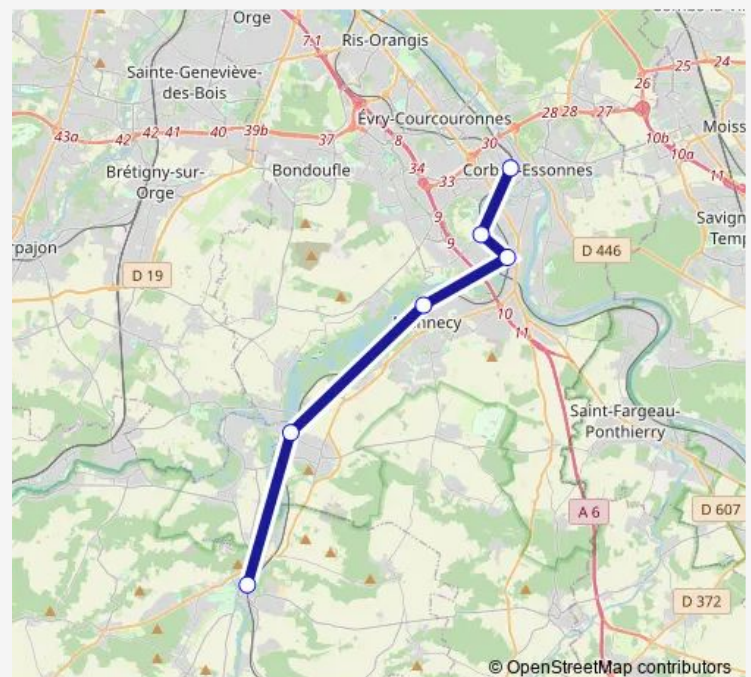 Orge
7.1
Ris-Orangis
Sainte-Geneviève-
des-Bois
26
25
24
43a
42
42
41
40
39b
37
8
Évry-Courcouronnes
28
28
27
10b
Moiss
30
10a
Brétigny-sur-
Orge
Bondoufle
34
33
Corb
-Essonnes
11
rpajon
9
Savign
Temp
D 19
9
D 446
10
nnecy
11
Saint-Fargeau-
Ponthierry
D 607
A 6
D 372
© OpenStreetMap contributors